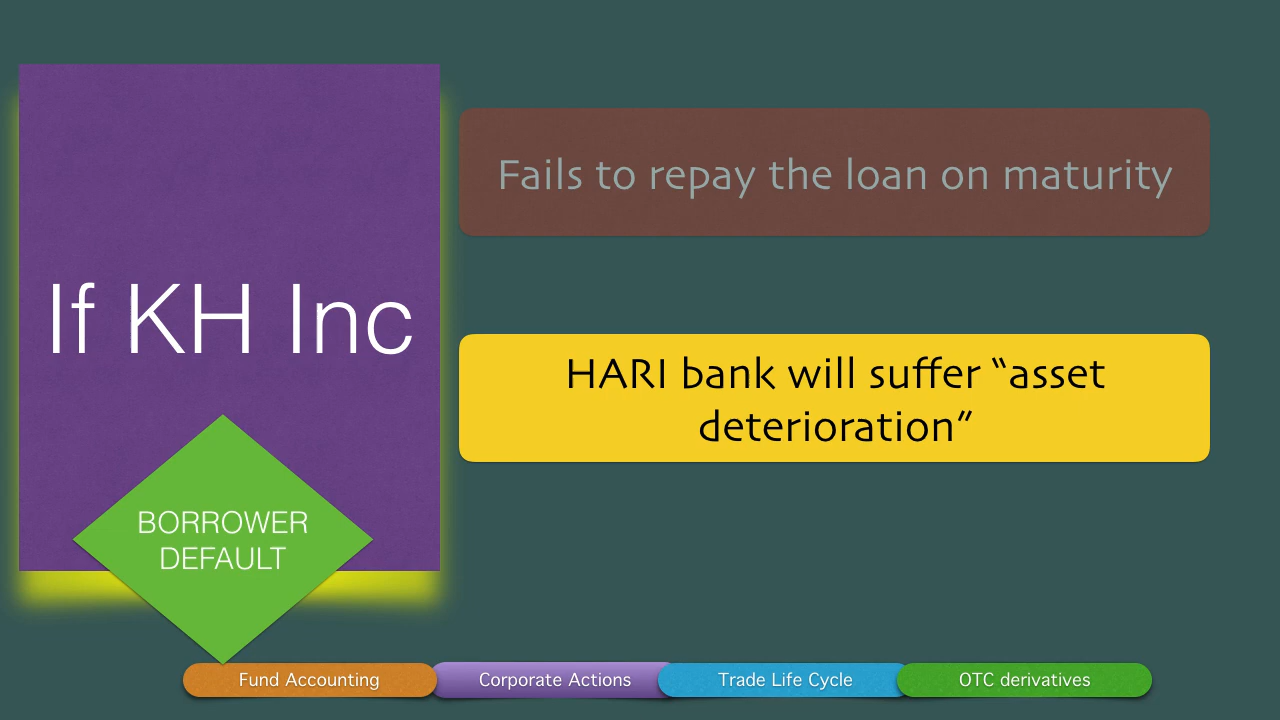 If KH Inc
BORROWER
DEFAULT
Fails to repay the loan on maturity
HARI bank will suffer “asset
deterioration”
Fund Accounting
Corporate Actions
Trade Life Cycle
OTC derivatives